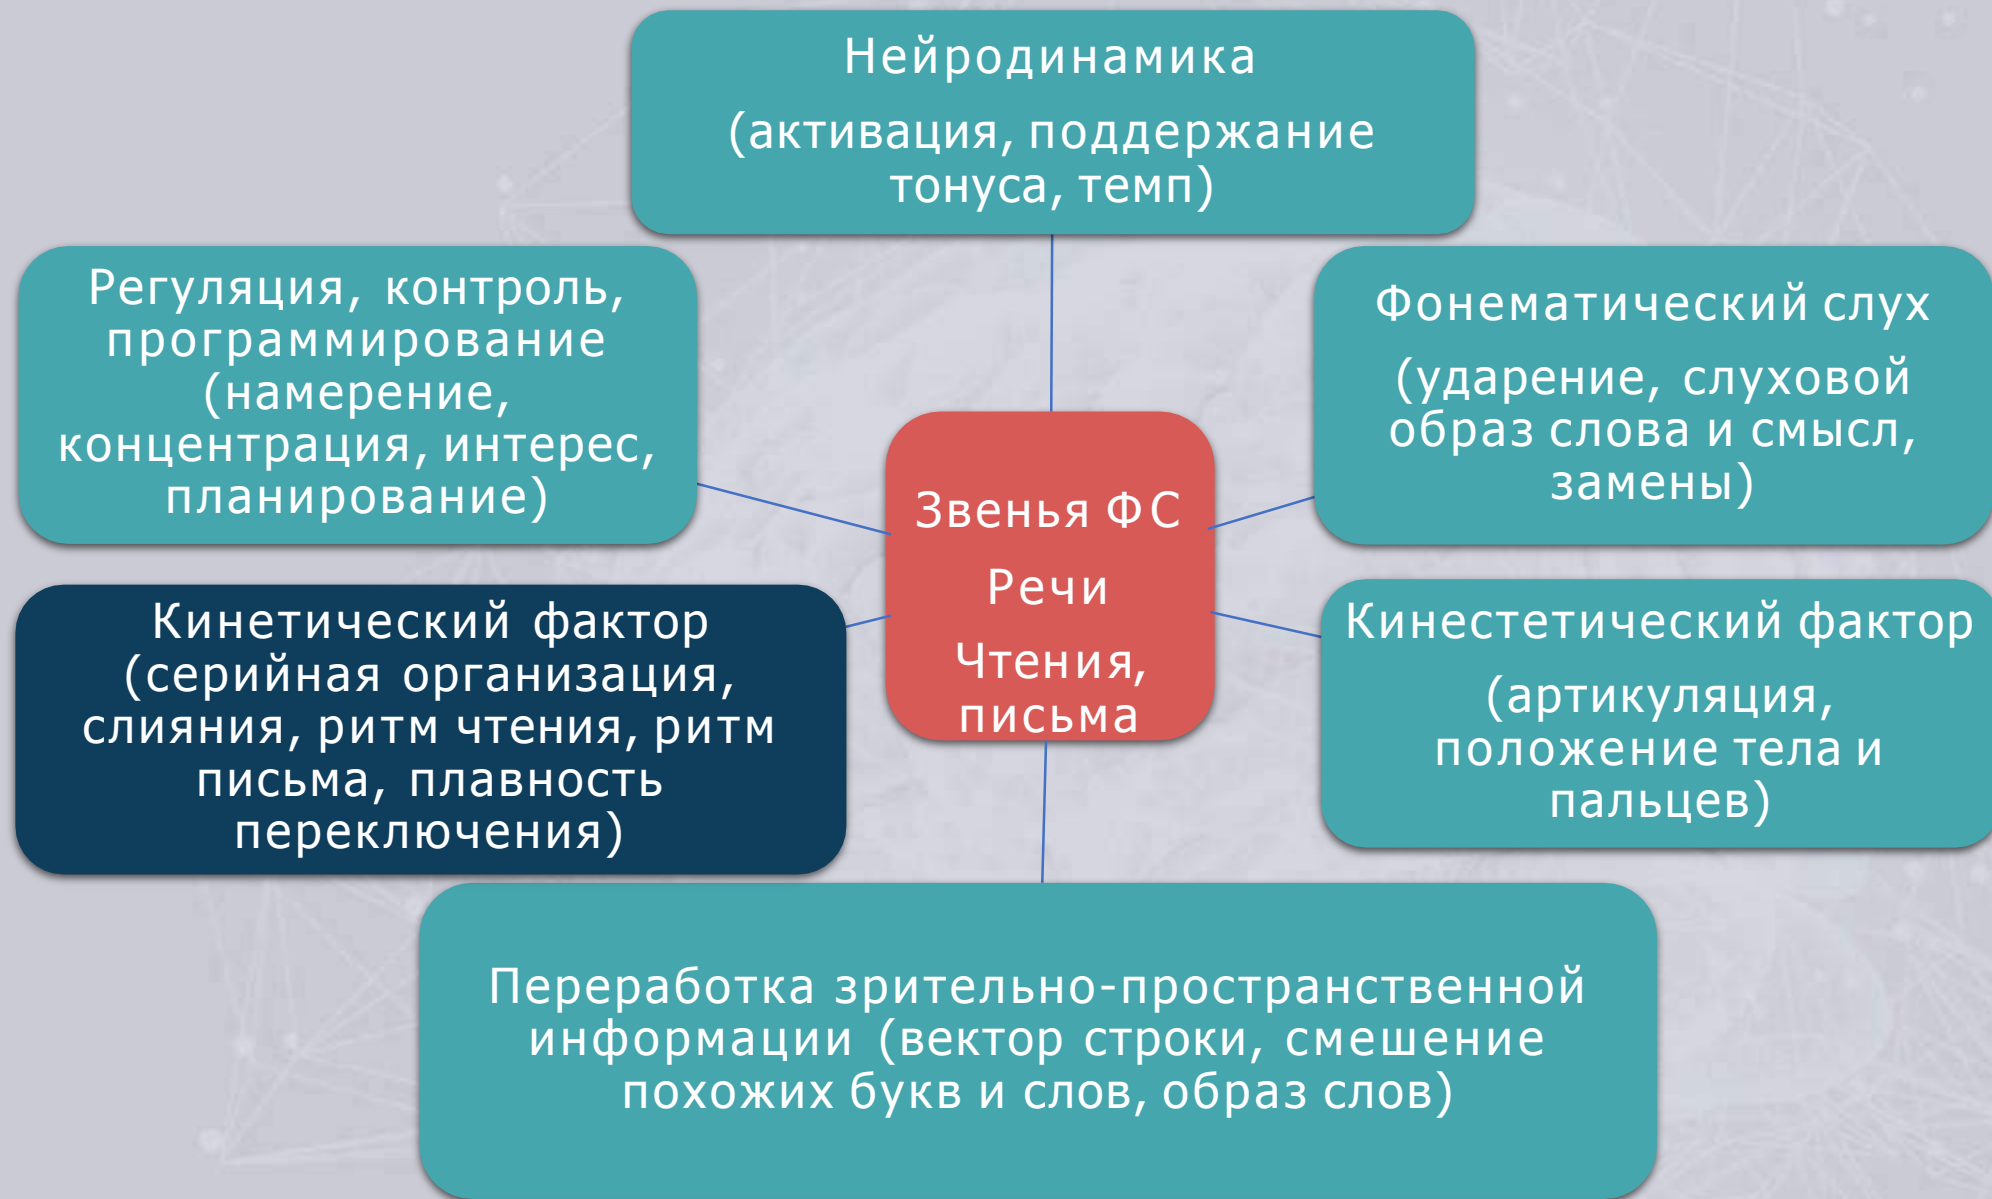 Нейродинамика
(активация, поддержание
тонуса, темп)
Регуляция, контроль,
программирование
(намерение,
концентрация, интерес,
планирование)
Фонематический слух
(ударение, слуховой
образ слова и смысл,
замены)
Звенья ФС
Речи
Чтения,
письма
Кинетический фактор
(серийная организация,
слияния, ритм чтения, ритм
письма, плавность
переключения)
Кинестетический фактор
(артикуляция,
положение тела и
пальцев)
Переработка зрительно-пространственной
информации (вектор строки, смешение
похожих букв и слов, образ слов)